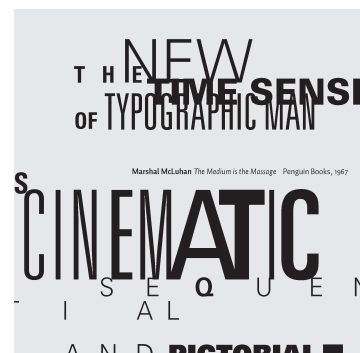 THE NEW
TIME SENSE
OF TYPOGRAPHIC MAN
Marshal McLuhan The Medium is the Massage Penguin Books, 1967
S
CINEMATIC
SEQUEN
TIAL
AND PICTORIAL